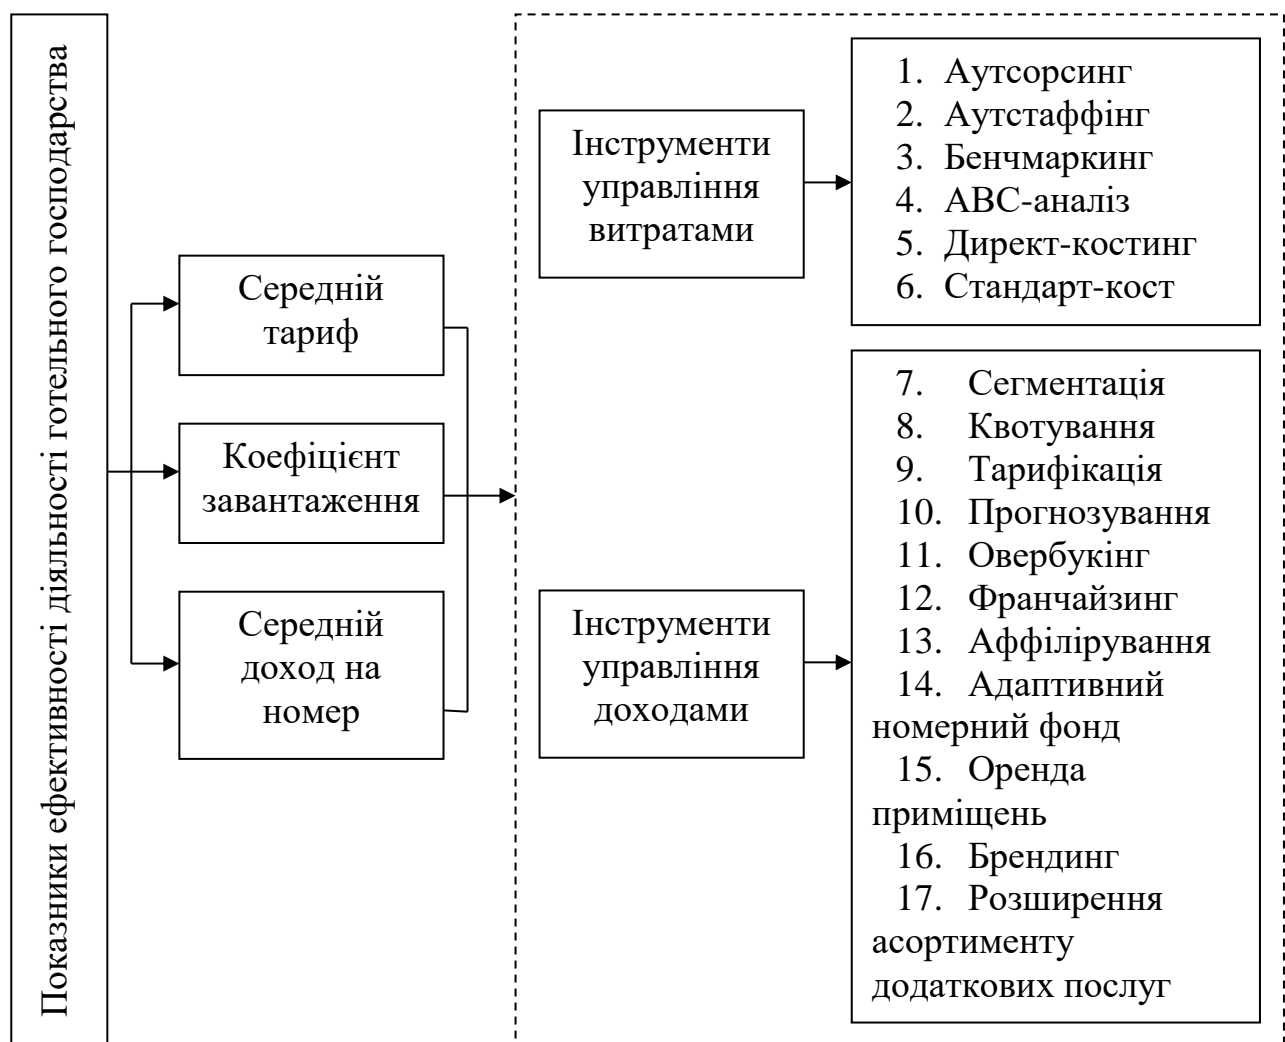 Показники ефективності діяльності готельного господарства
Середній
тариф
Коефіцієнт
завантаження
Середній
доход на
номер
Інструменти
управління
витратами
1. Аутсорсинг
2. Аутстаффінг
3. Бенчмаркинг
4. АВС-аналіз
5. Директ-костинг
6. Стандарт-кост
Інструменти
управління
доходами
7. Сегментація
8. Квотування
9. Тарифікація
10. Прогнозування
11. Овербукінг
12. Франчайзинг
13. Аффілірування
14. Адаптивний
номерний фонд
15. Оренда
приміщень
16. Брендинг
17. Розширення
асортименту
додаткових послуг